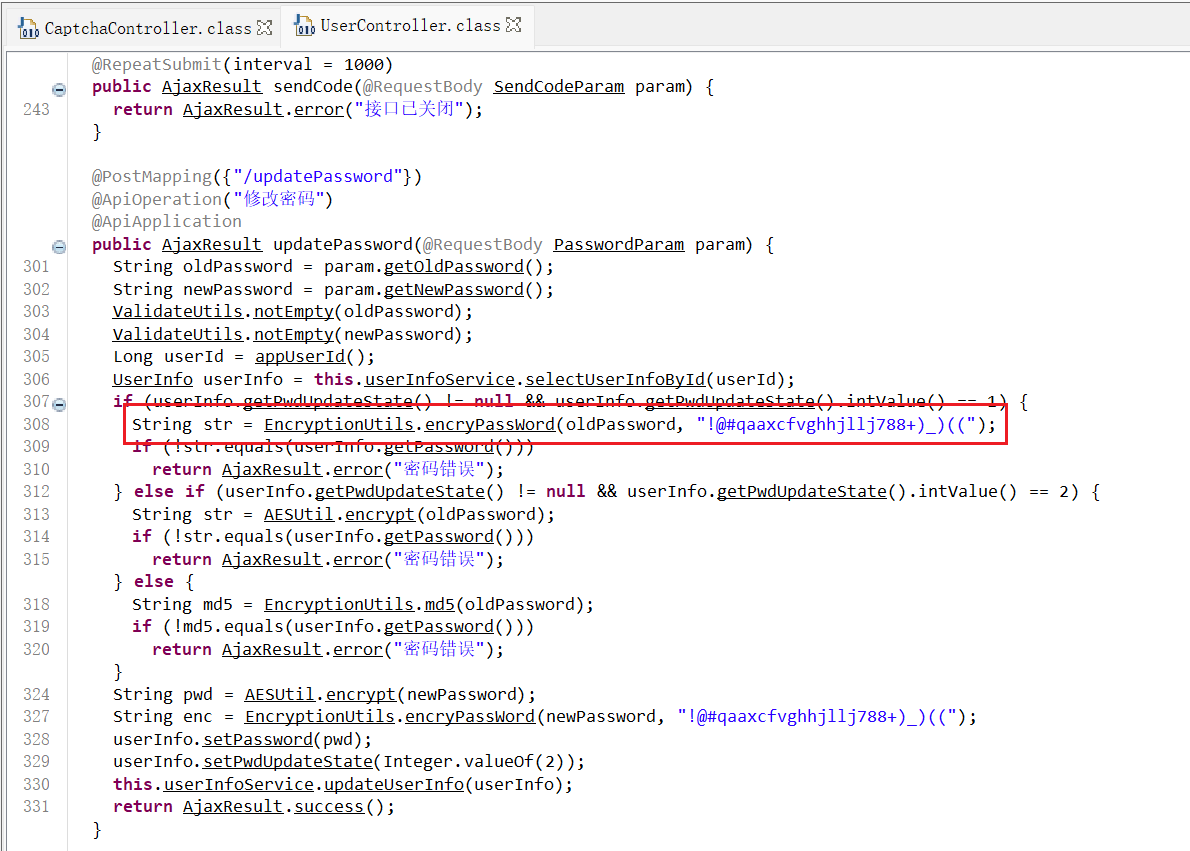 CaptchaController.class UserController.class
@RepeatSubmit(interval = 1000)
public AjaxResult sendCode(@RequestBody SendCodeParam param) {
243 return AjaxResult.error("接口已关闭");
}
@PostMapping({"/updatePassword"})
@ApiOperation("修改密码")
@ApiApplication
public AjaxResult updatePassword(@RequestBody PasswordParam param) {
301 String oldPassword = param.getOldPassword();
302 String newPassword = param.getNewPassword();
303 ValidateUtils.notEmpty(oldPassword);
304 ValidateUtils.notEmpty(newPassword);
305 Long userId = appUserId();
306 UserInfo userInfo = this.userInfoService.selectUserInfoById(userId);
307 if (userInfo.getPwdUpdateState() != null && userInfo.getPwdUpdateState().intValue() == 1) {
308 String str = EncryptionUtils.encryPassWord(oldPassword, "!@#qaaxcfvghhjllj788+)_)((");
309 if (!str.equals(userInfo.getPassword()))
310 return AjaxResult.error("密码错误");
312 } else if (userInfo.getPwdUpdateState() != null && userInfo.getPwdUpdateState().intValue() == 2) {
313 String str = AESUtil.encrypt(oldPassword);
314 if (!str.equals(userInfo.getPassword()))
315 return AjaxResult.error("密码错误");
} else {
318 String md5 = EncryptionUtils.md5(oldPassword);
319 if (!md5.equals(userInfo.getPassword()))
320 return AjaxResult.error("密码错误");
}
324 String pwd = AESUtil.encrypt(newPassword);
327 String enc = EncryptionUtils.encryPassWord(newPassword, "!@#qaaxcfvghhjllj788+)_)((");
328 userInfo.setPassword(pwd);
329 userInfo.setPwdUpdateState(Integer.valueOf(2));
330 this.userInfoService.updateUserInfo(userInfo);
331 return AjaxResult.success();
}